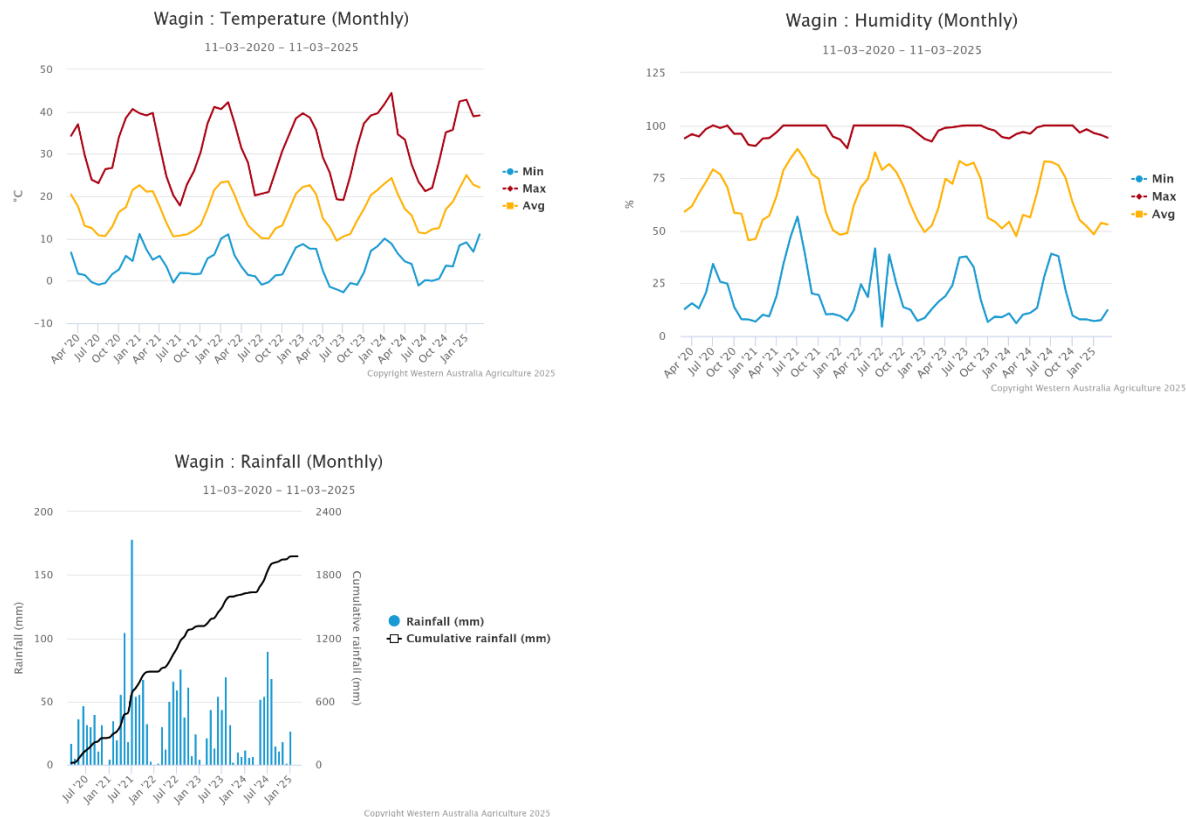 Wagin : Temperature (Monthly)
11-03-2020 – 11-03-2025
50
40
30
20
10
0
−10
°C
Apr '20
Jul '20
Oct '20
Jan '21
Apr '21
Jul '21
Oct '21
Jan '22
Apr '22
Jul '22
Oct '22
Jan '23
Apr '23
Jul '23
Oct '23
Jan '24
Apr '24
Jul '24
Oct '24
Jan '25
Min
Max
Avg
Copyright Western Australia Agriculture 2025
Wagin : Humidity (Monthly)
11-03-2020 – 11-03-2025
125
100
75
50
25
0
%
Apr '20
Jul '20
Oct '20
Jan '21
Apr '21
Jul '21
Oct '21
Jan '22
Apr '22
Jul '22
Oct '22
Jan '23
Apr '23
Jul '23
Oct '23
Jan '24
Apr '24
Jul '24
Oct '24
Jan '25
Min
Max
Avg
Copyright Western Australia Agriculture 2025
Wagin : Rainfall (Monthly)
11-03-2020 – 11-03-2025
200
150
100
50
0
Rainfall (mm)
2400
1800
1200
600
0
Cumulative rainfall (mm)
Jul '20
Jan '21
Jul '21
Jan '22
Jul '22
Jan '23
Jul '23
Jan '24
Jul '24
Jan '25
Rainfall (mm)
Cumulative rainfall (mm)
Copyright Western Australia Agriculture 2025